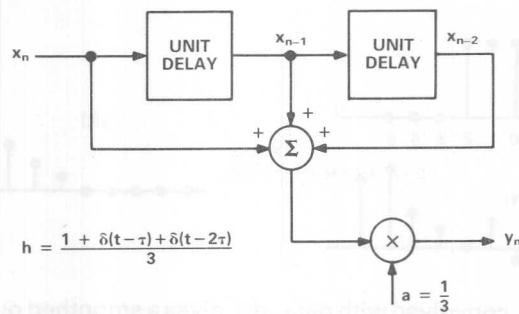 xₙ
UNIT DELAY
xₙ₋₁
UNIT DELAY
xₙ₋₂
+
+
+
Σ
h = (1 + δ(t−τ)+δ(t−2τ))/3
×
yₙ
a = 1/3